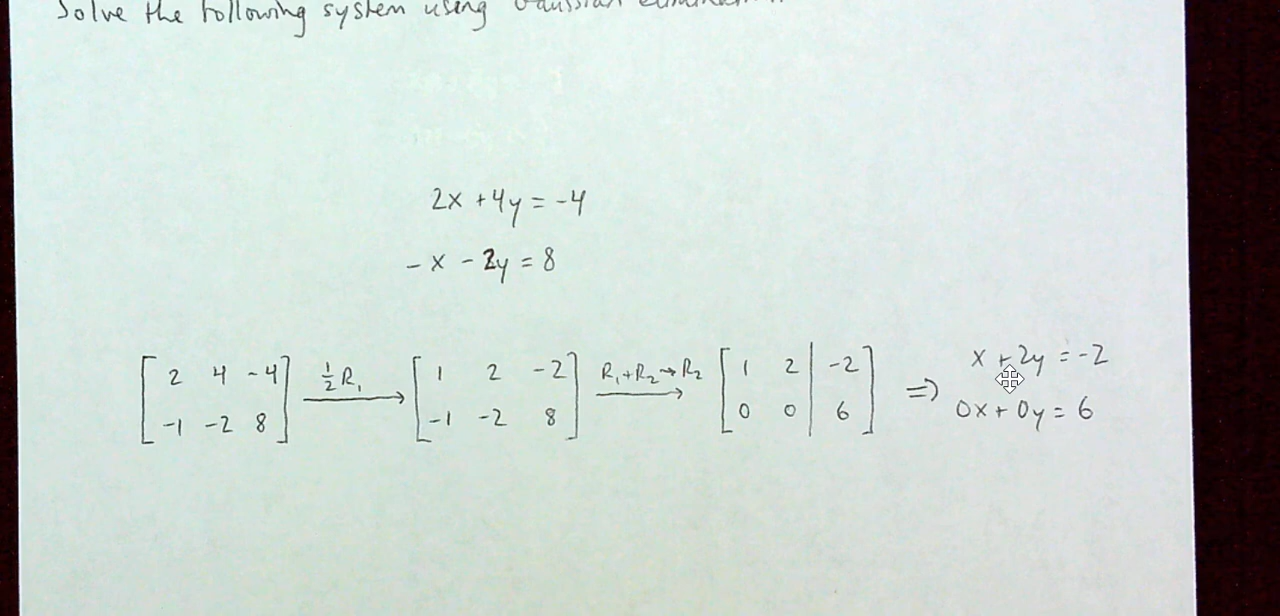 Solve the following system using Gaussian elimination.
2x + 4y = -4
-x - 2y = 8
[2 4 -4] ½R₁ → [1 2 -2] R₁+R₂→R₂ → [1 2 | -2] ⇒ x + 2y = -2
[-1 -2 8] [-1 -2 8] [0 0 | 6] 0x + 0y = 6